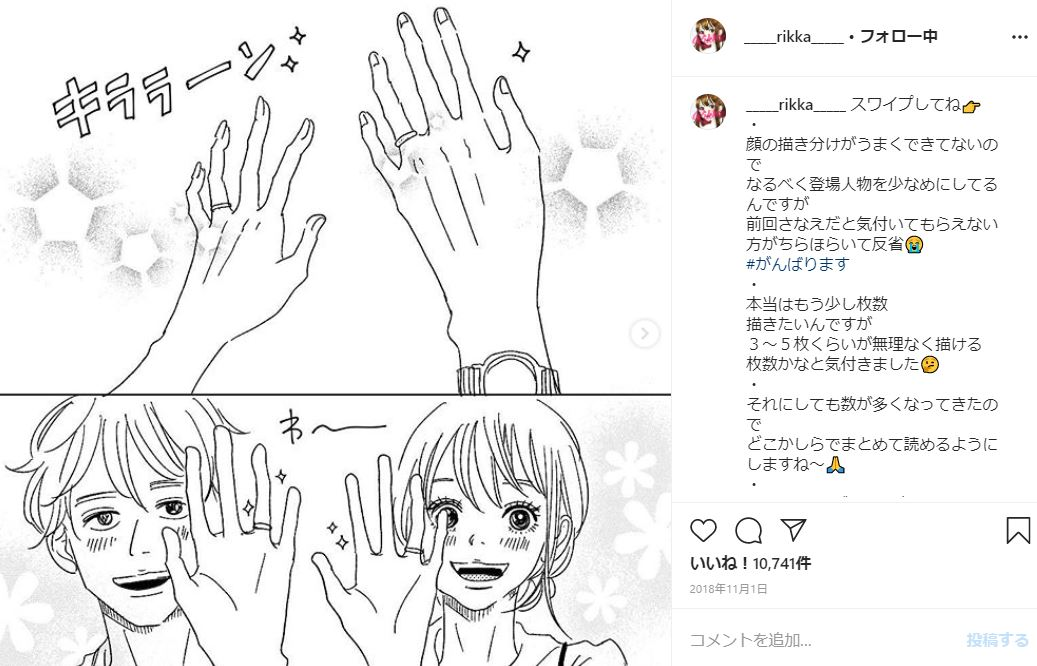 キララーン
わ〜
_____rikka_____ • フォロー中
_____rikka_____ スワイプしてね👉
・
顔の描き分けがうまくできてないの
で
なるべく登場人物を少なめにしてる
んですが
前回さなえだと気付いてもらえない
方がちらほらいて反省😭
#がんばります
・
本当はもう少し枚数
描きたいんですが
３〜５枚くらいが無理なく描ける
枚数かなと気付きました🤔
・
それにしても数が多くなってきたの
で
どこかしらでまとめて読めるように
しますね〜🙏
・
いいね！10,741件
2018年11月1日
コメントを追加... 投稿する